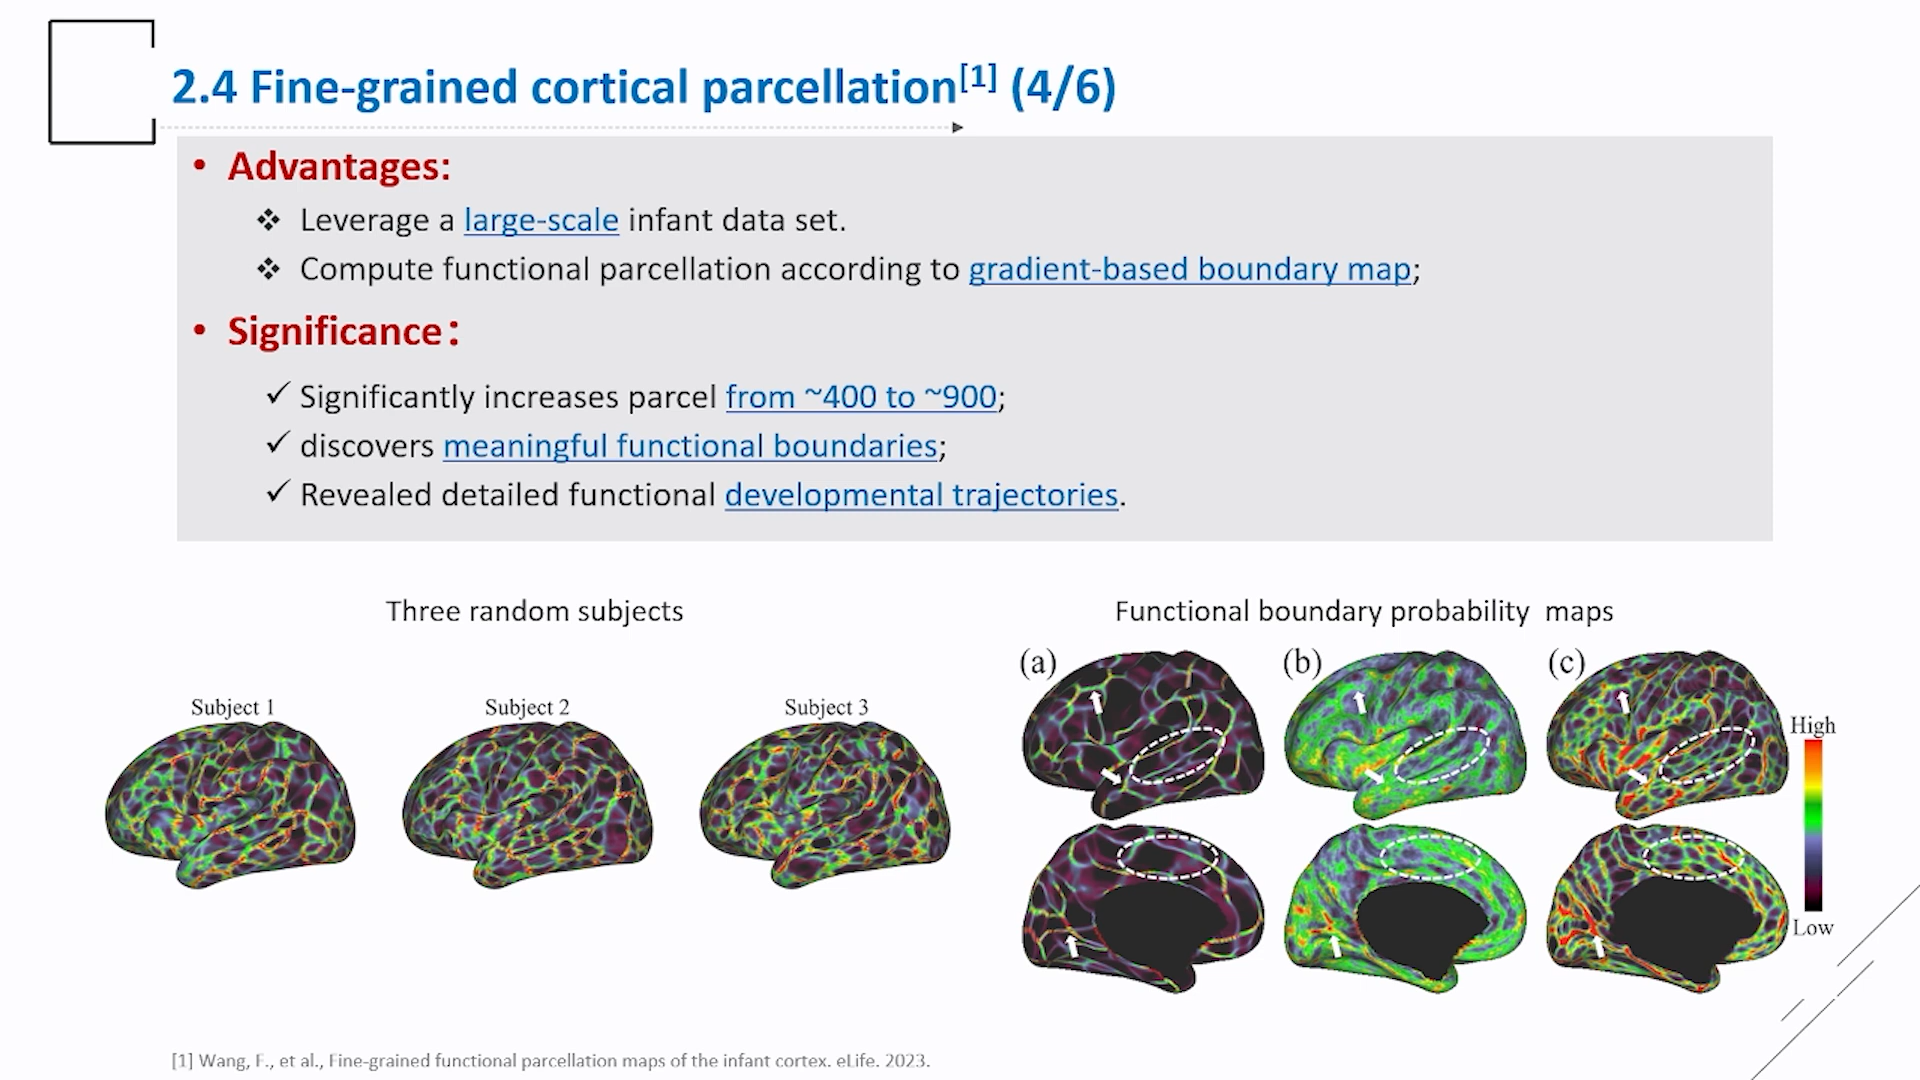 2.4 Fine-grained cortical parcellation[1] (4/6)
• Advantages:
❖ Leverage a large-scale infant data set.
❖ Compute functional parcellation according to gradient-based boundary map;
• Significance：
✓ Significantly increases parcel from ~400 to ~900;
✓ discovers meaningful functional boundaries;
✓ Revealed detailed functional developmental trajectories.
Three random subjects
Functional boundary probability maps
Subject 1
Subject 2
Subject 3
(a)
(b)
(c)
High
Low
[1] Wang, F., et al., Fine-grained functional parcellation maps of the infant cortex. eLife. 2023.